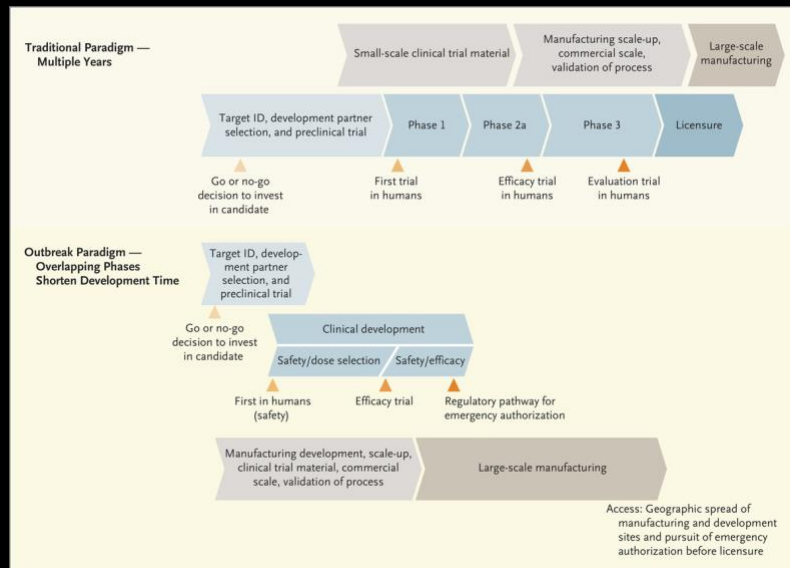 Traditional Paradigm —
Multiple Years
Small-scale clinical trial material
Manufacturing scale-up,
commercial scale,
validation of process
Large-scale
manufacturing
Target ID, development partner
selection, and preclinical trial
Phase 1
Phase 2a
Phase 3
Licensure
Go or no-go
decision to invest
in candidate
First trial
in humans
Efficacy trial
in humans
Evaluation trial
in humans
Outbreak Paradigm —
Overlapping Phases
Shorten Development Time
Target ID, develop-
ment partner
selection, and
preclinical trial
Go or no-go
decision to invest
in candidate
Clinical development
Safety/dose selection
Safety/efficacy
First in humans
(safety)
Efficacy trial
Regulatory pathway for
emergency authorization
Manufacturing development, scale-up,
clinical trial material, commercial
scale, validation of process
Large-scale manufacturing
Access: Geographic spread of
manufacturing and development
sites and pursuit of emergency
authorization before licensure